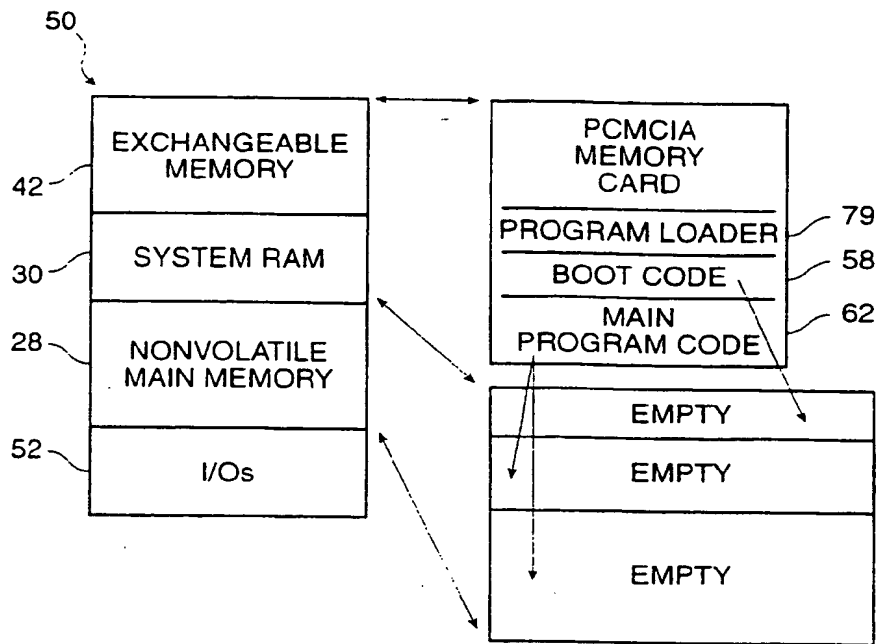 50
EXCHANGEABLE
MEMORY
42
SYSTEM RAM
30
NONVOLATILE
MAIN MEMORY
28
I/Os
52
PCMCIA
MEMORY
CARD
PROGRAM LOADER
79
BOOT CODE
58
MAIN
PROGRAM CODE
62
EMPTY
EMPTY
EMPTY